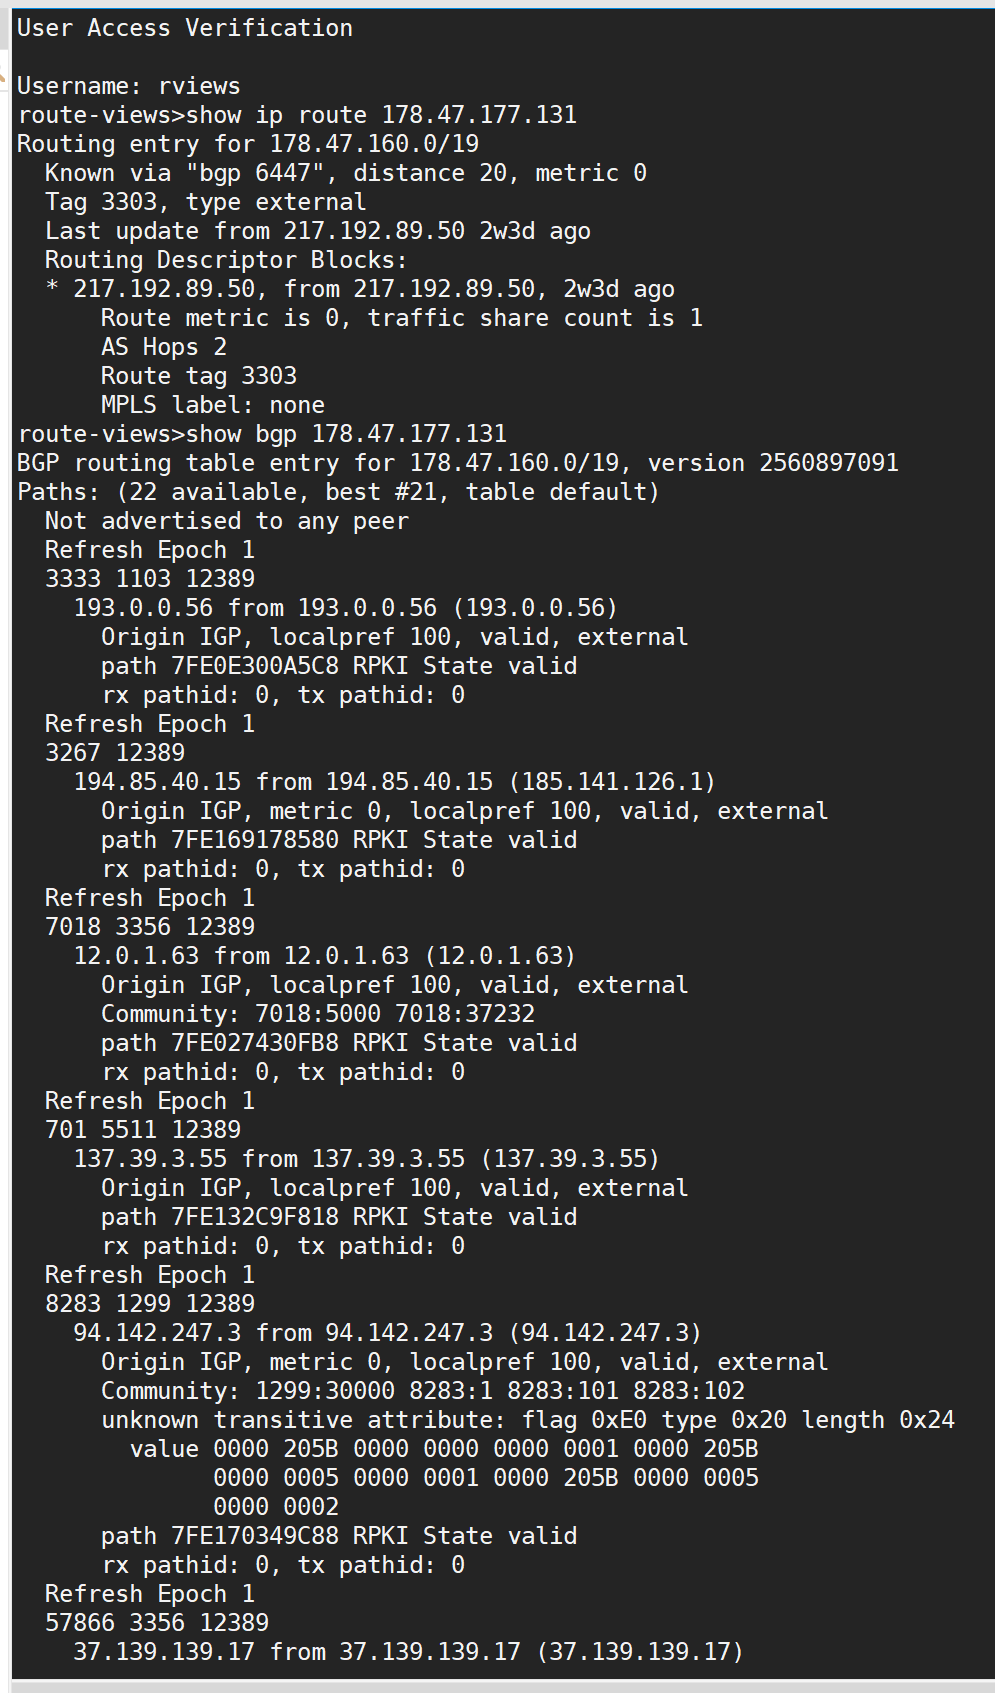 User Access Verification
Username: rviews
route-views>show ip route 178.47.177.131
Routing entry for 178.47.160.0/19
Known via "bgp 6447", distance 20, metric 0
Tag 3303, type external
Last update from 217.192.89.50 2w3d ago
Routing Descriptor Blocks:
* 217.192.89.50, from 217.192.89.50, 2w3d ago
Route metric is 0, traffic share count is 1
AS Hops 2
Route tag 3303
MPLS label: none
route-views>show bgp 178.47.177.131
BGP routing table entry for 178.47.160.0/19, version 2560897091
Paths: (22 available, best #21, table default)
Not advertised to any peer
Refresh Epoch 1
3333 1103 12389
193.0.0.56 from 193.0.0.56 (193.0.0.56)
Origin IGP, localpref 100, valid, external
path 7FE0E300A5C8 RPKI State valid
rx pathid: 0, tx pathid: 0
Refresh Epoch 1
3267 12389
194.85.40.15 from 194.85.40.15 (185.141.126.1)
Origin IGP, metric 0, localpref 100, valid, external
path 7FE169178580 RPKI State valid
rx pathid: 0, tx pathid: 0
Refresh Epoch 1
7018 3356 12389
12.0.1.63 from 12.0.1.63 (12.0.1.63)
Origin IGP, localpref 100, valid, external
Community: 7018:5000 7018:37232
path 7FE027430FB8 RPKI State valid
rx pathid: 0, tx pathid: 0
Refresh Epoch 1
701 5511 12389
137.39.3.55 from 137.39.3.55 (137.39.3.55)
Origin IGP, localpref 100, valid, external
path 7FE132C9F818 RPKI State valid
rx pathid: 0, tx pathid: 0
Refresh Epoch 1
8283 1299 12389
94.142.247.3 from 94.142.247.3 (94.142.247.3)
Origin IGP, metric 0, localpref 100, valid, external
Community: 1299:30000 8283:1 8283:101 8283:102
unknown transitive attribute: flag 0xE0 type 0x20 length 0x24
value 0000 205B 0000 0000 0000 0001 0000 205B
0000 0005 0000 0001 0000 205B 0000 0005
0000 0002
path 7FE170349C88 RPKI State valid
rx pathid: 0, tx pathid: 0
Refresh Epoch 1
57866 3356 12389
37.139.139.17 from 37.139.139.17 (37.139.139.17)